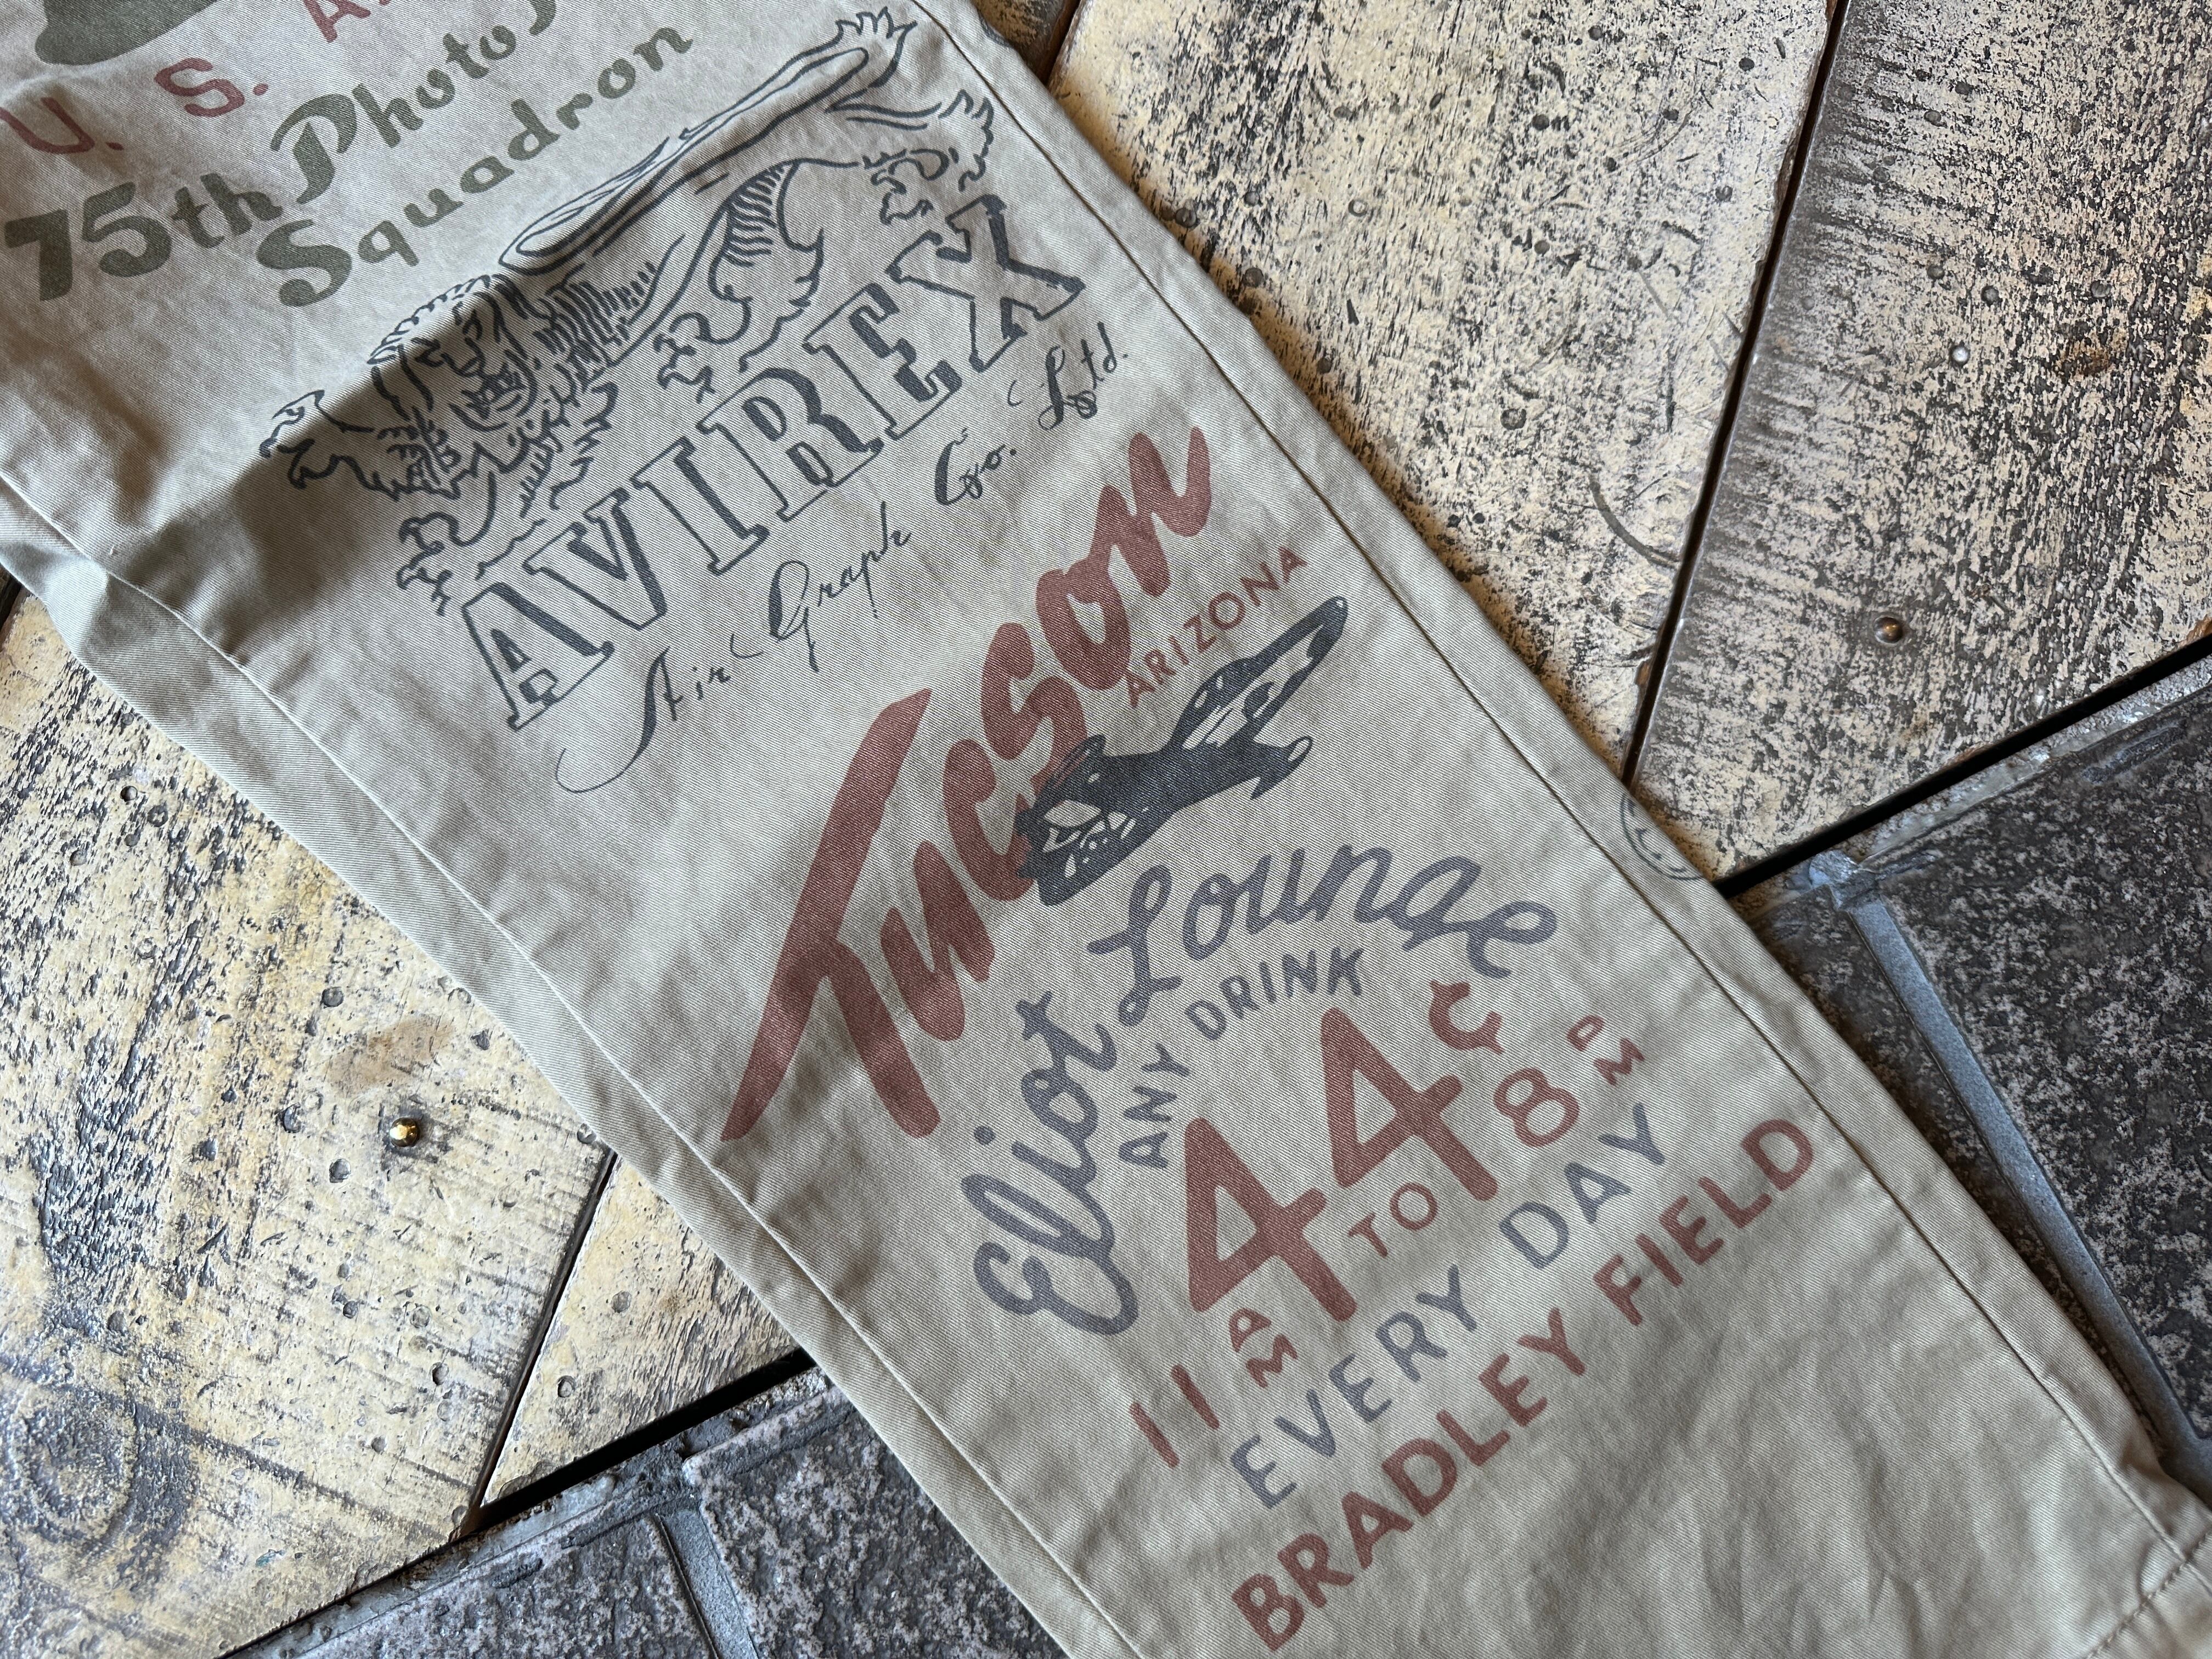 U. S. A.
75th Photo
Squadron
AVIREX
Air Graph Co. Ltd.
Tucson
ARIZONA
Eliot Lounge
ANY DRINK
44¢
11 AM TO 8 PM
EVERY DAY
BRADLEY FIELD